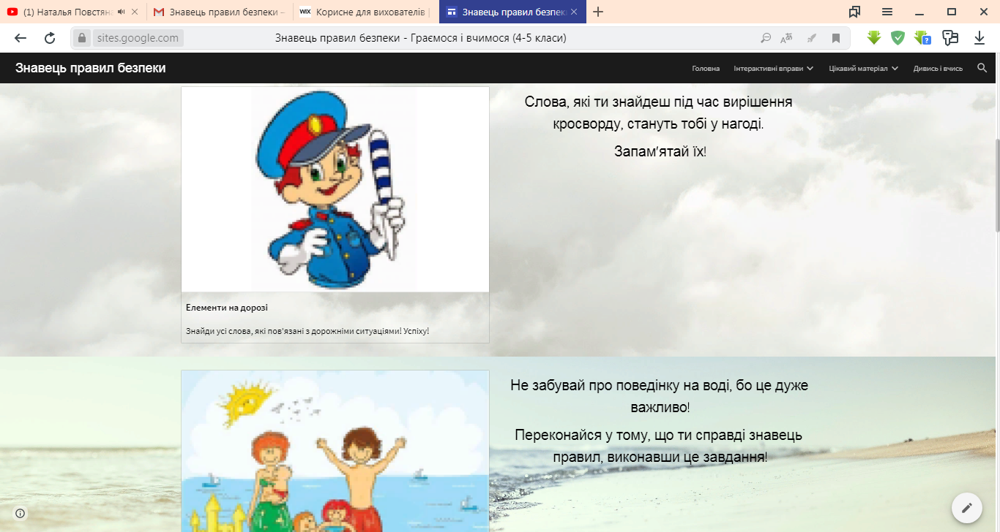 (1) Наталья Повстян
Знавець правил безпеки –
WIX Корисне для вихователів
Знавець правил безпек
sites.google.com
Знавець правил безпеки - Граємося і вчимося (4-5 класи)
Знавець правил безпеки
Головна
Інтерактивні вправи
Цікавий матеріал
Дивись і вчись
Слова, які ти знайдеш під час вирішення
кросворду, стануть тобі у нагоді.
Запам'ятай їх!
Елементи на дорозі
Знайди усі слова, які пов'язані з дорожніми ситуаціями! Успіху!
Не забувай про поведінку на воді, бо це дуже
важливо!
Переконайся у тому, що ти справді знавець
правил, виконавши це завдання!